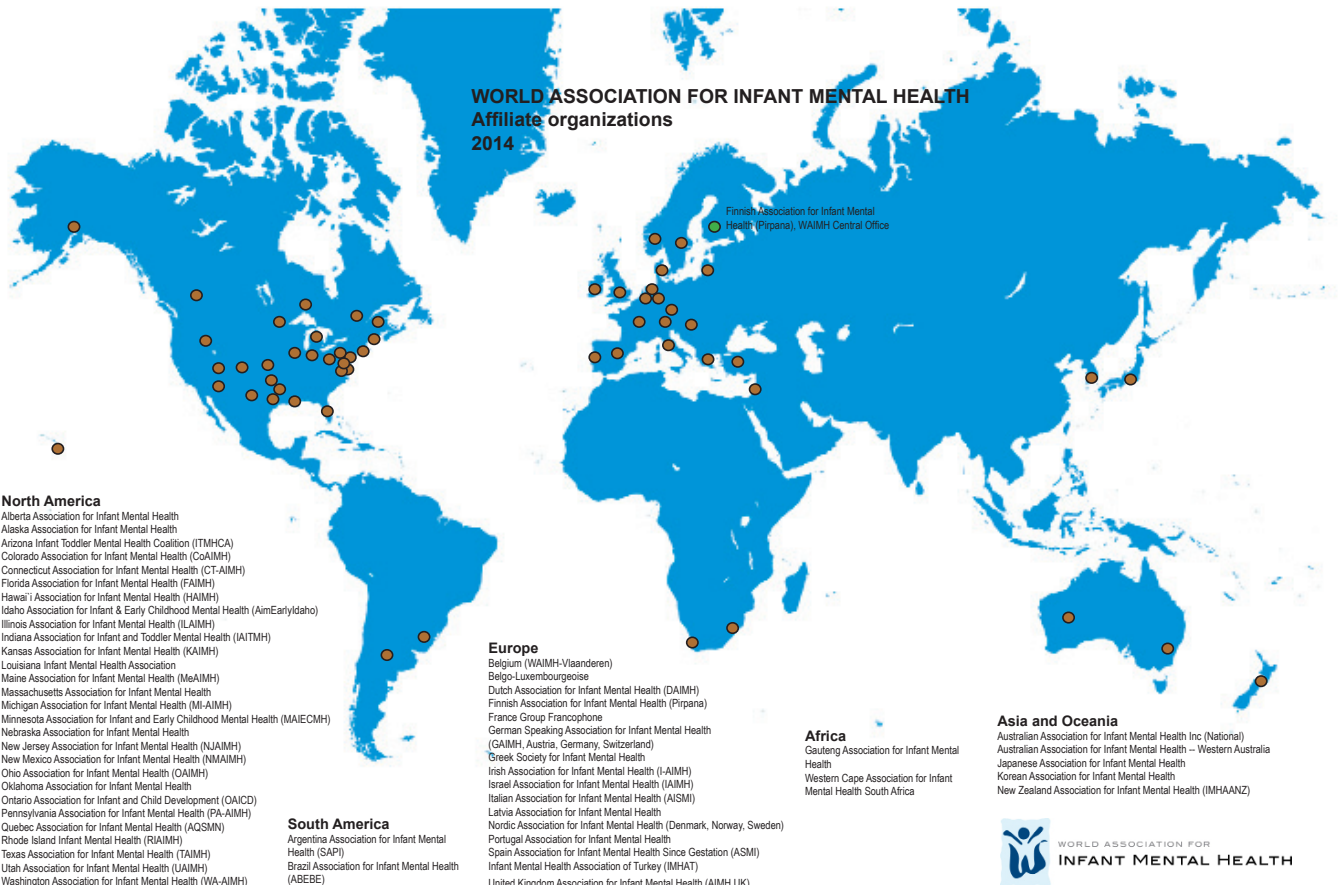 WORLD ASSOCIATION FOR INFANT MENTAL HEALTH
Affiliate organizations
2014
Finnish Association for Infant Mental
Health (Pirpana), WAIMH Central Office
North America
Alberta Association for Infant Mental Health
Alaska Association for Infant Mental Health
Arizona Infant Toddler Mental Health Coalition (ITMHCA)
Colorado Association for Infant Mental Health (CoAIMH)
Connecticut Association for Infant Mental Health (CT-AIMH)
Florida Association for Infant Mental Health (FAIMH)
Hawai`i Association for Infant Mental Health (HAIMH)
Idaho Association for Infant & Early Childhood Mental Health (AimEarlyIdaho)
Illinois Association for Infant Mental Health (ILAIMH)
Indiana Association for Infant and Toddler Mental Health (IAITMH)
Kansas Association for Infant Mental Health (KAIMH)
Louisiana Infant Mental Health Association
Maine Association for Infant Mental Health (MeAIMH)
Massachusetts Association for Infant Mental Health
Michigan Association for Infant Mental Health (MI-AIMH)
Minnesota Association for Infant and Early Childhood Mental Health (MAIECMH)
Nebraska Association for Infant Mental Health
New Jersey Association for Infant Mental Health (NJAIMH)
New Mexico Association for Infant Mental Health (NMAIMH)
Ohio Association for Infant Mental Health (OAIMH)
Oklahoma Association for Infant Mental Health
Ontario Association for Infant and Child Development (OAICD)
Pennsylvania Association for Infant Mental Health (PA-AIMH)
Quebec Association for Infant Mental Health (AQSMN)
Rhode Island Infant Mental Health (RIAIMH)
Texas Association for Infant Mental Health (TAIMH)
Utah Association for Infant Mental Health (UAIMH)
Washington Association for Infant Mental Health (WA-AIMH)
South America
Argentina Association for Infant Mental
Health (SAPI)
Brazil Association for Infant Mental Health
(ABEBE)
Europe
Belgium (WAIMH-Vlaanderen)
Belgo-Luxembourgeoise
Dutch Association for Infant Mental Health (DAIMH)
Finnish Association for Infant Mental Health (Pirpana)
France Group Francophone
German Speaking Association for Infant Mental Health
(GAIMH, Austria, Germany, Switzerland)
Greek Society for Infant Mental Health
Irish Association for Infant Mental Health (I-AIMH)
Israel Association for Infant Mental Health (IAIMH)
Italian Association for Infant Mental Health (AISMI)
Latvia Association for Infant Mental Health
Nordic Association for Infant Mental Health (Denmark, Norway, Sweden)
Portugal Association for Infant Mental Health
Spain Association for Infant Mental Health Since Gestation (ASMI)
Infant Mental Health Association of Turkey (IMHAT)
United Kingdom Association for Infant Mental Health (AIMH UK)
Africa
Gauteng Association for Infant Mental
Health
Western Cape Association for Infant
Mental Health South Africa
Asia and Oceania
Australian Association for Infant Mental Health Inc (National)
Australian Association for Infant Mental Health -- Western Australia
Japanese Association for Infant Mental Health
Korean Association for Infant Mental Health
New Zealand Association for Infant Mental Health (IMHAANZ)
WORLD ASSOCIATION FOR
INFANT MENTAL HEALTH